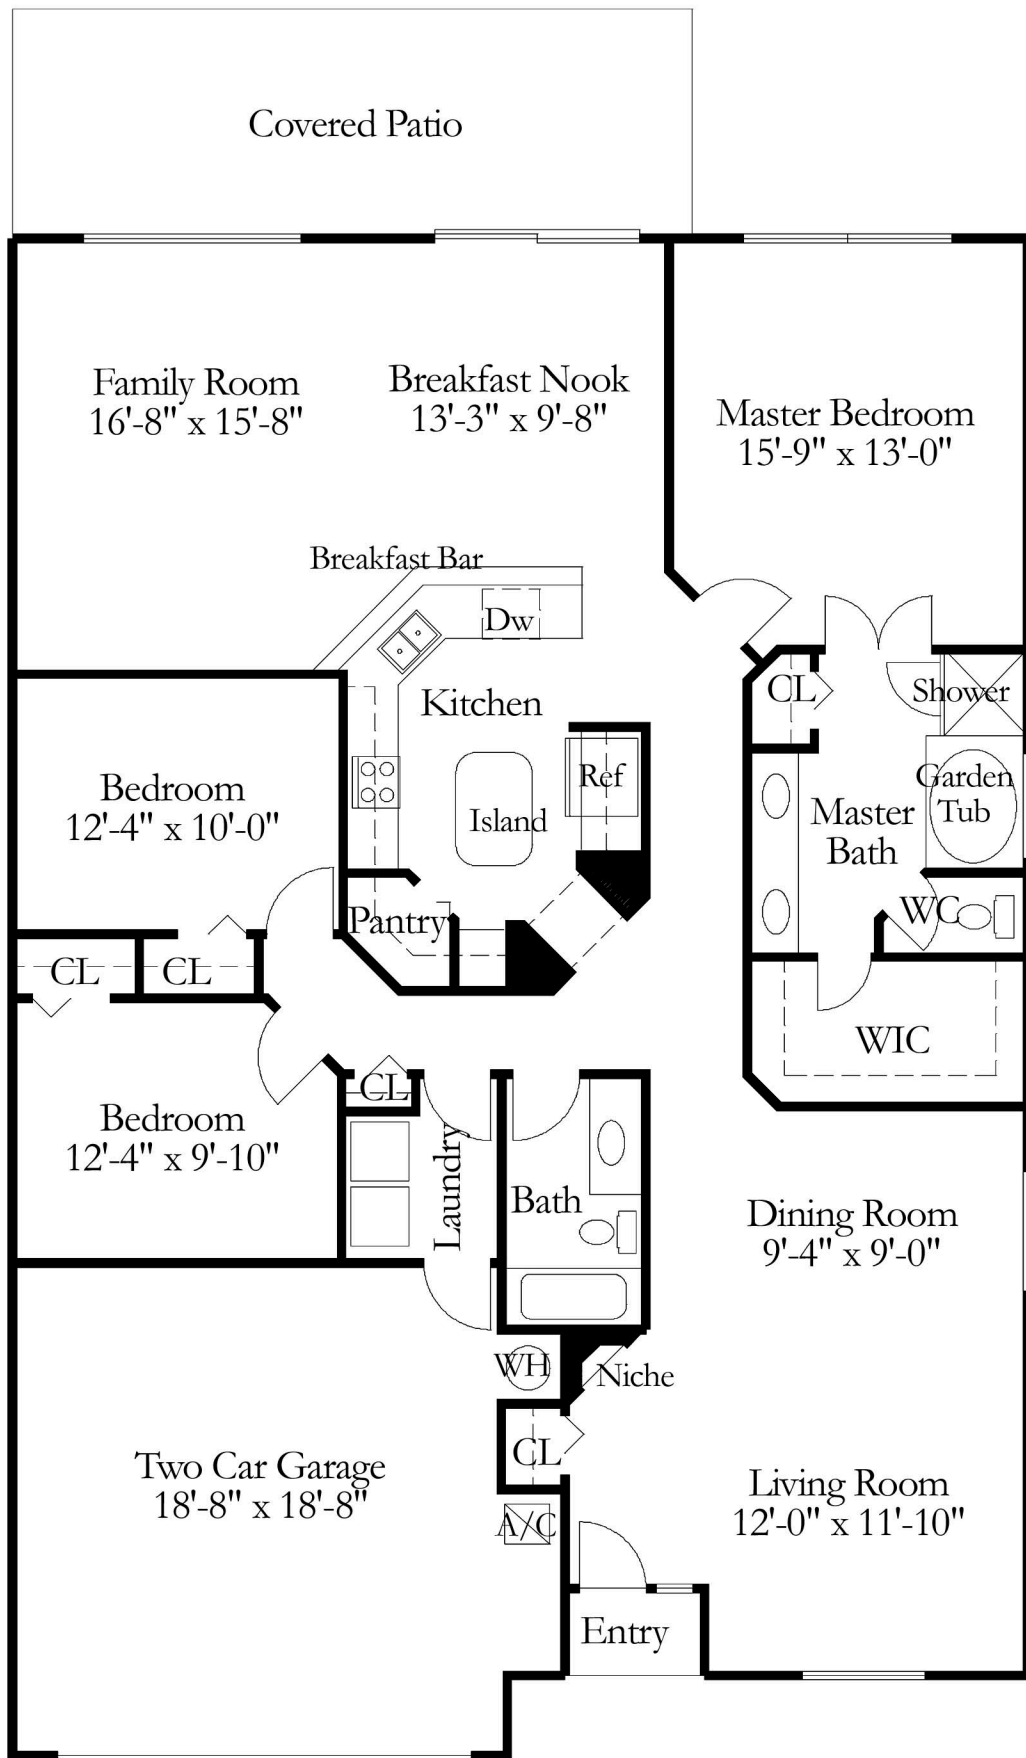 Covered Patio
Family Room
16'-8" x 15'-8"
Breakfast Nook
13'-3" x 9'-8"
Master Bedroom
15'-9" x 13'-0"
Breakfast Bar
Dw
Kitchen
CL
Shower
Ref
Garden
Tub
Bedroom
12'-4" x 10'-0"
Island
Master
Bath
Pantry
WC
CL
CL
WIC
CL
Bedroom
12'-4" x 9'-10"
Laundry
Bath
Dining Room
9'-4" x 9'-0"
WH
Niche
CL
Two Car Garage
18'-8" x 18'-8"
Living Room
12'-0" x 11'-10"
A/C
Entry